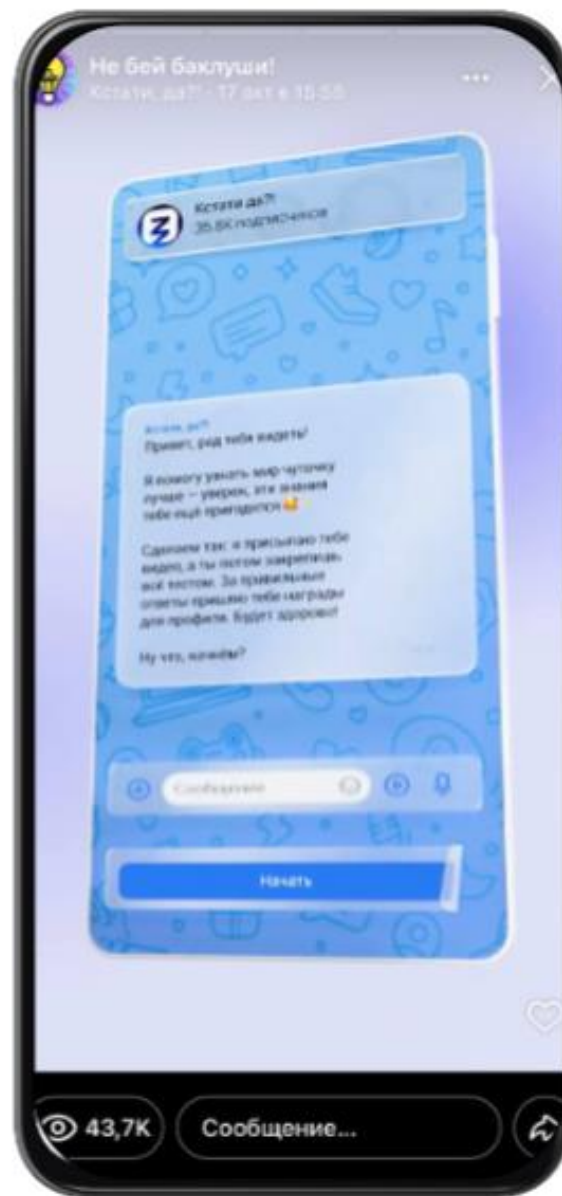 Не бей баклуши!
Кстати, да?! · 17 окт в 15:55
Кстати да?!
35.8K подписчиков
Кстати, да?!
Привет, рад тебя видеть!
Я помогу узнать мир чуточку
лучше — уверен, эти знания
тебе ещё пригодятся
Сделаем так: я присылаю тебе
видео, а ты потом закрепишь
всё тестом. За правильные
ответы пришлю тебе награды
для профиля. Будет здорово!
Ну что, начнём?
Сообщение
Начать
43,7K
Сообщение...